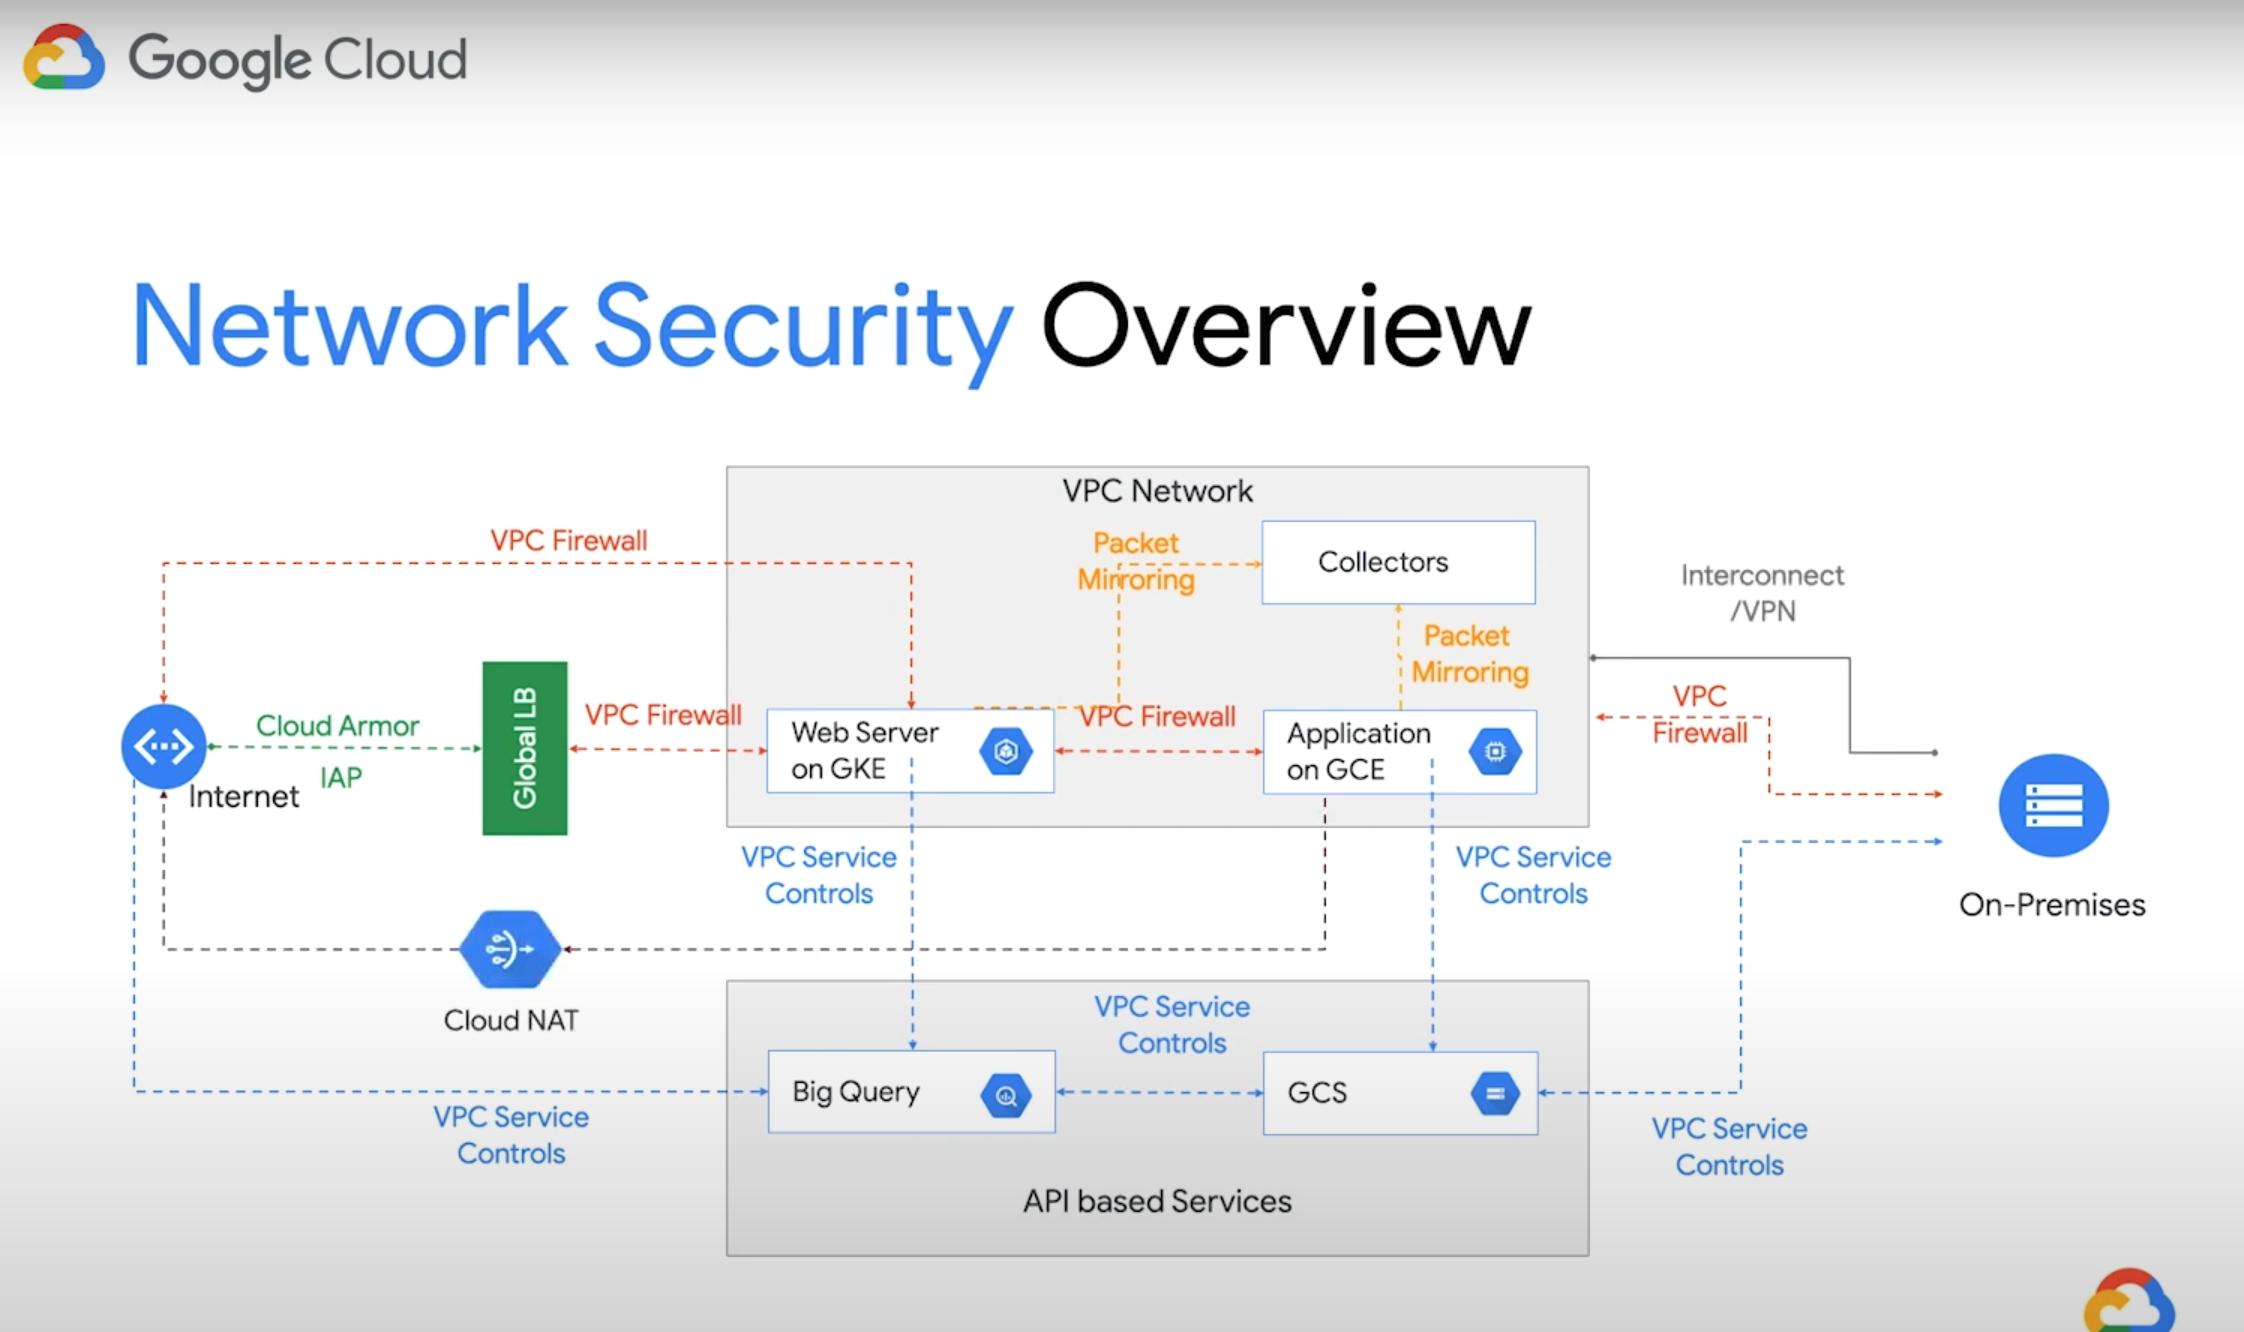 Google Cloud
Network Security Overview
VPC Network
VPC Firewall
Packet
Mirroring
Collectors
Interconnect
/VPN
Packet
Mirroring
Cloud Armor
IAP
Internet
Global LB
VPC Firewall
Web Server
on GKE
VPC Firewall
Application
on GCE
VPC
Firewall
On-Premises
VPC Service
Controls
VPC Service
Controls
Cloud NAT
VPC Service
Controls
Big Query
GCS
VPC Service
Controls
VPC Service
Controls
API based Services